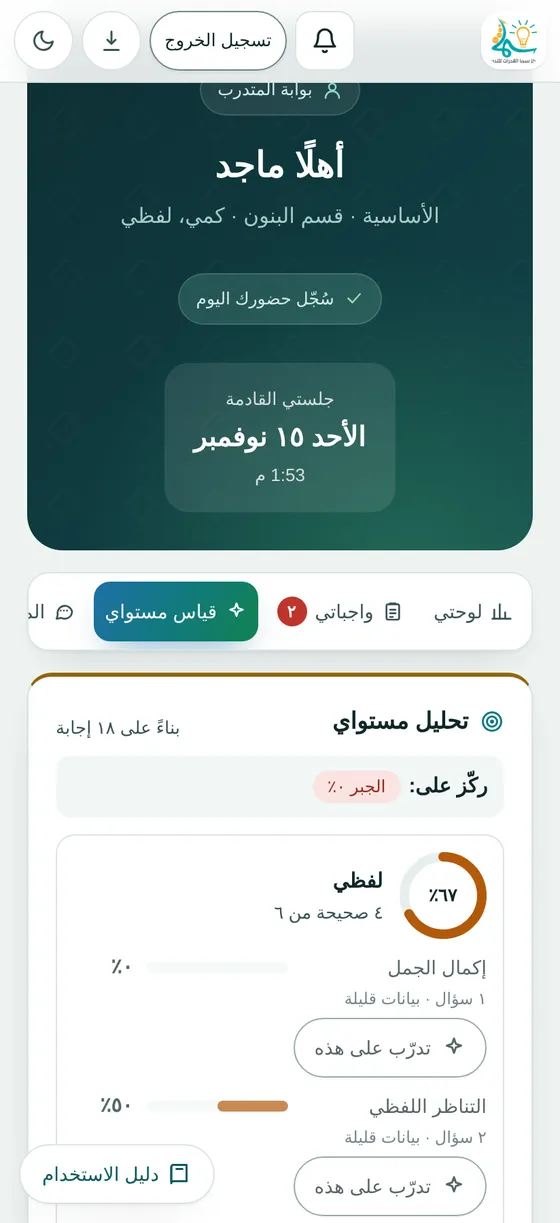 تسجيل الخروج
بوابة المتدرب
أهلًا ماجد
الأساسية · قسم البنون · كمي، لفظي
سُجّل حضورك اليوم
جلستي القادمة
الأحد ١٥ نوفمبر
1:53 م
لوحتي
واجباتي ٢
قياس مستواي
تحليل مستواي
بناءً على ١٨ إجابة
ركّز على: الجبر ٠٪
٦٧٪
لفظي
٤ صحيحة من ٦
إكمال الجمل ٠٪
١ سؤال · بيانات قليلة
تدرّب على هذه
التناظر اللفظي ٥٠٪
٢ سؤال · بيانات قليلة
تدرّب على هذه
دليل الاستخدام